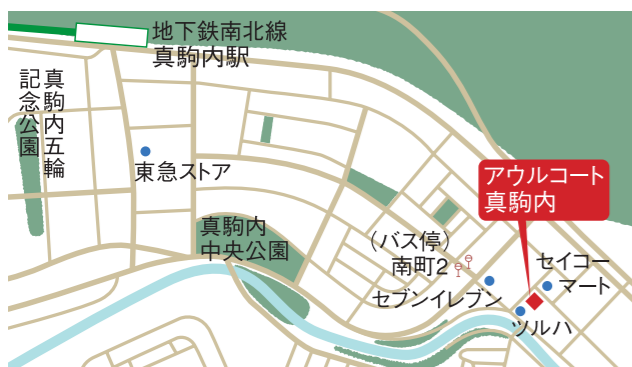 地下鉄南北線
真駒内駅
真駒内五輪
記念公園
東急ストア
アウルコート
真駒内
真駒内
中央公園
(バス停)
南町2
セイコー
マート
セブンイレブン
ツルハ